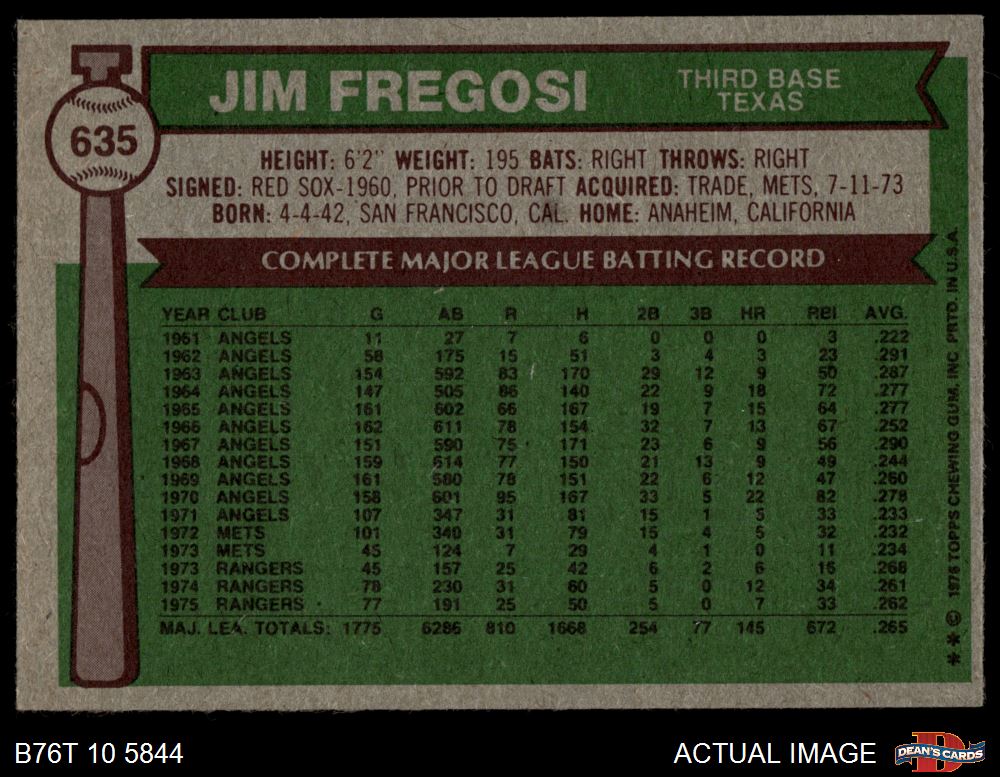 635
JIM FREGOSI
THIRD BASE
TEXAS
HEIGHT: 6'2" WEIGHT: 195 BATS: RIGHT THROWS: RIGHT
SIGNED: RED SOX-1960, PRIOR TO DRAFT ACQUIRED: TRADE, METS, 7-11-73
BORN: 4-4-42, SAN FRANCISCO, CAL. HOME: ANAHEIM, CALIFORNIA
COMPLETE MAJOR LEAGUE BATTING RECORD
YEAR CLUB G AB R H 2B 3B HR RBI AVG.
1961 ANGELS 11 27 7 6 0 0 0 3 .222
1962 ANGELS 58 175 15 51 3 4 3 23 .291
1963 ANGELS 154 592 83 170 29 12 9 50 .287
1964 ANGELS 147 505 86 140 22 9 18 72 .277
1965 ANGELS 161 602 66 167 19 7 15 64 .277
1966 ANGELS 162 611 78 154 32 7 13 67 .252
1967 ANGELS 151 590 75 171 23 6 9 56 .290
1968 ANGELS 159 614 77 150 21 13 9 49 .244
1969 ANGELS 161 580 78 151 22 6 12 47 .260
1970 ANGELS 158 601 95 167 33 5 22 82 .278
1971 ANGELS 107 347 31 81 15 1 5 33 .233
1972 METS 101 340 31 79 15 4 5 32 .232
1973 METS 45 124 7 29 4 1 0 11 .234
1973 RANGERS 45 157 25 42 6 2 6 16 .268
1974 RANGERS 78 230 31 60 5 0 12 34 .261
1975 RANGERS 77 191 25 50 5 0 7 33 .262
MAJ. LEA. TOTALS: 1775 6286 810 1668 254 77 145 672 .265
* * © 1976 TOPPS CHEWING GUM, INC PRTD. IN U.S.A.
B76T 10 5844
ACTUAL IMAGE
DEAN'S CARDS